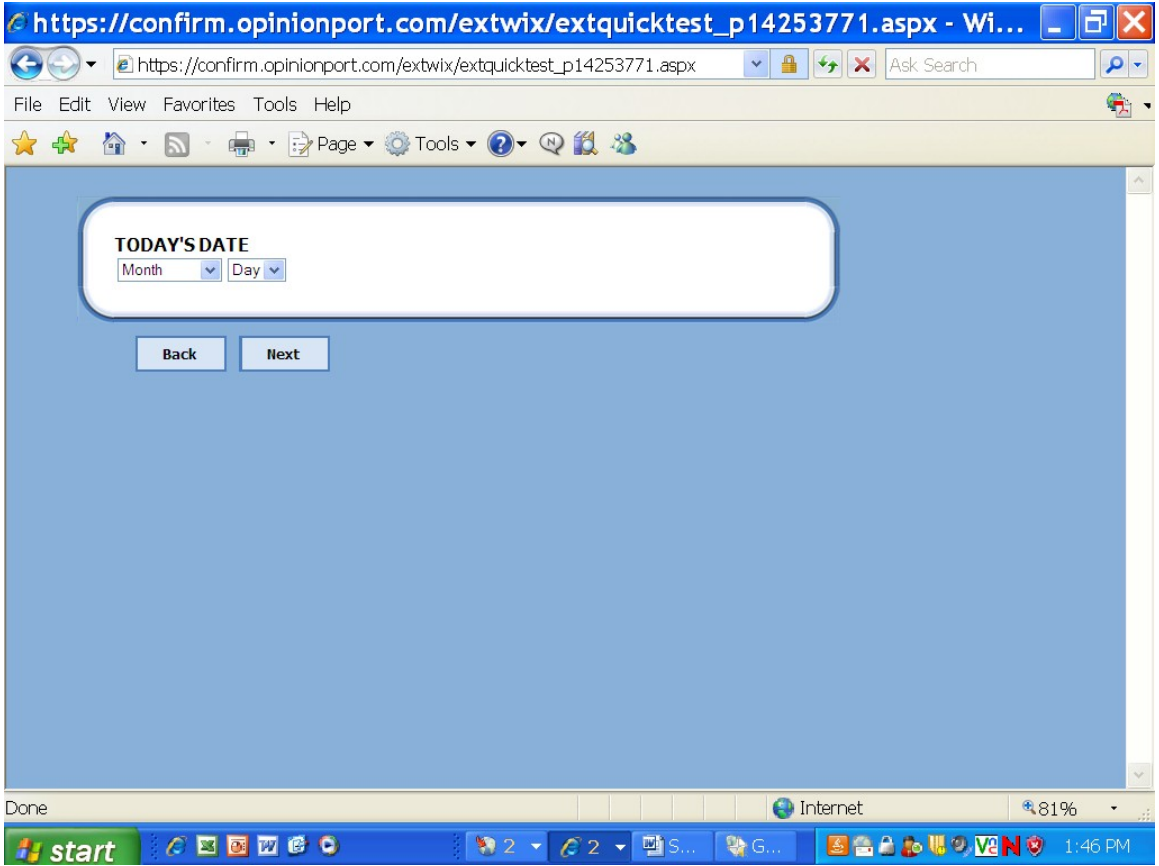 https://confirm.opinionport.com/extwix/extquicktest_p14253771.aspx - Wi...
https://confirm.opinionport.com/extwix/extquicktest_p14253771.aspx Ask Search
File Edit View Favorites Tools Help
Page Tools
TODAY'S DATE
Month Day
Back Next
Done Internet 81%
start 2 2 S... G... 1:46 PM